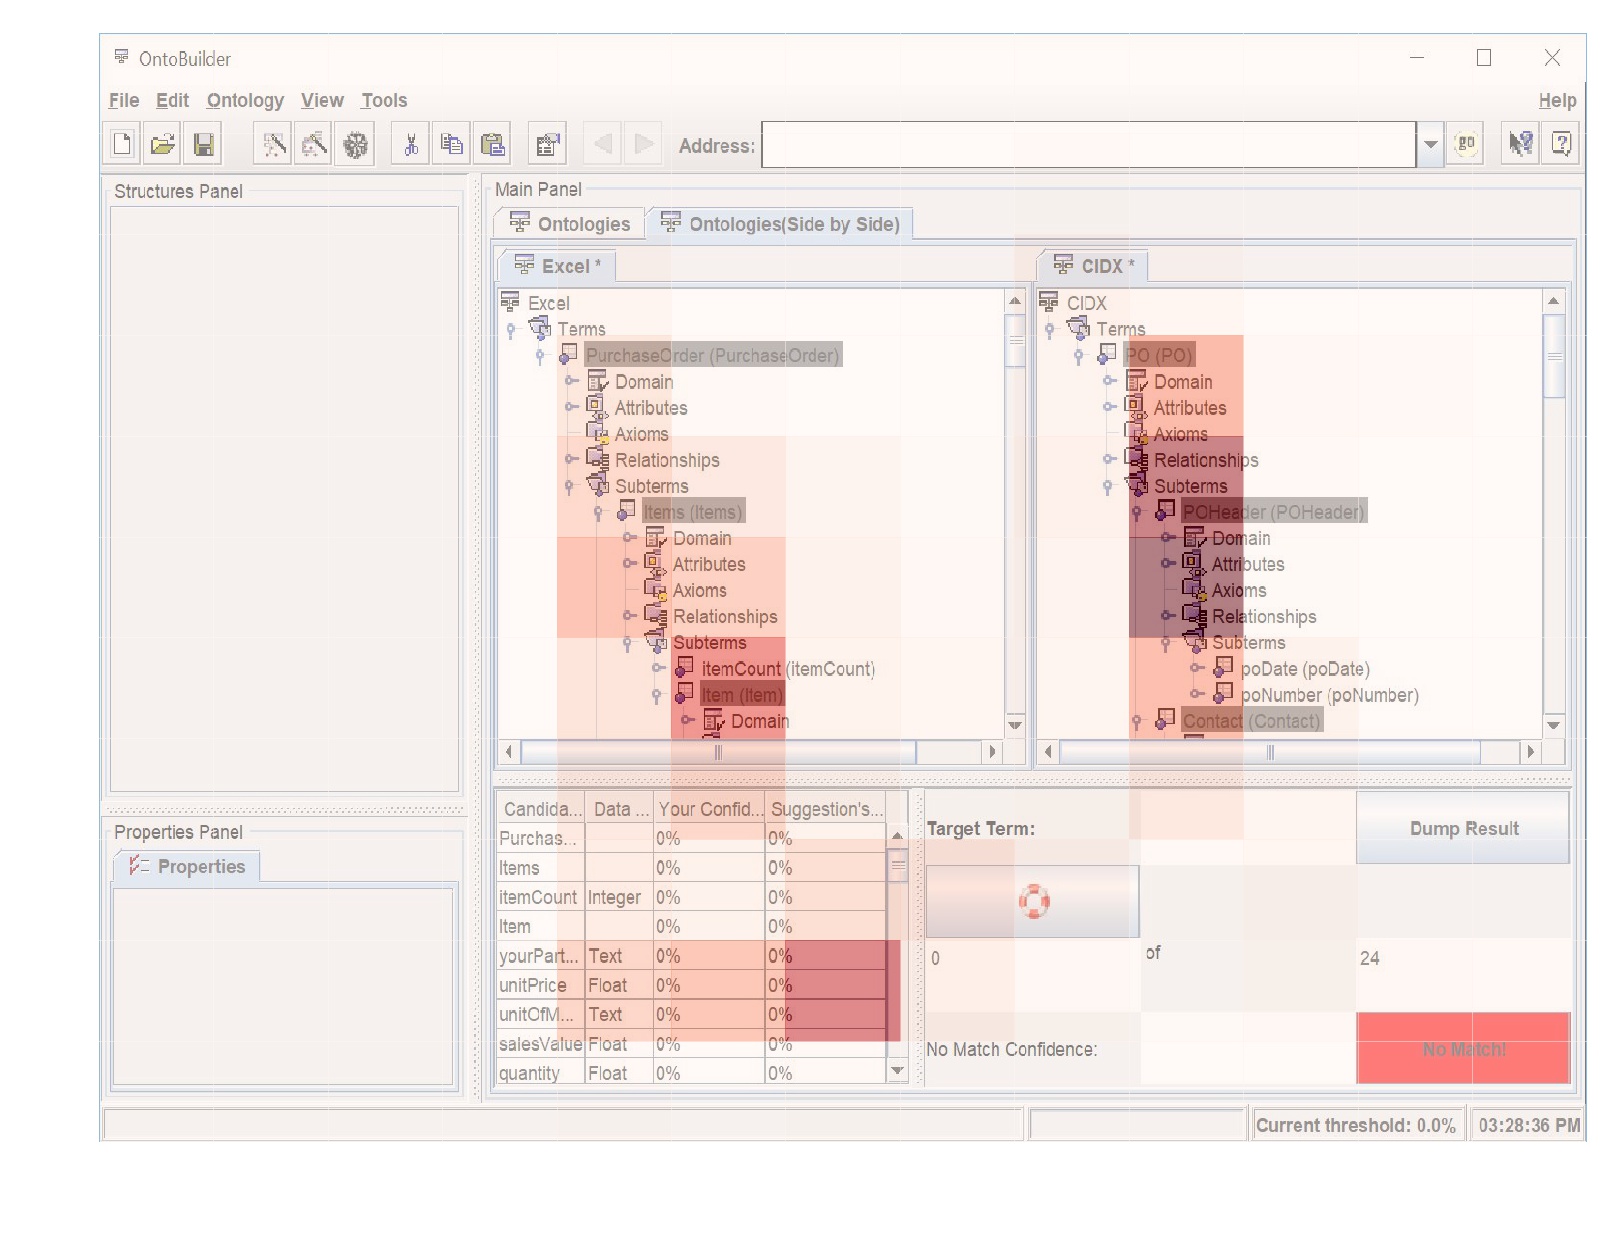 OntoBuilder
File Edit Ontology View Tools Help
Address: go
Structures Panel
Main Panel
Ontologies Ontologies(Side by Side)
Excel *
Excel
Terms
PurchaseOrder (PurchaseOrder)
Domain
Attributes
Axioms
Relationships
Subterms
Items (Items)
Domain
Attributes
Axioms
Relationships
Subterms
itemCount (itemCount)
Item (Item)
Domain
CIDX *
CIDX
Terms
PO (PO)
Domain
Attributes
Axioms
Relationships
Subterms
POHeader (POHeader)
Domain
Attributes
Axioms
Relationships
Subterms
poDate (poDate)
poNumber (poNumber)
Contact (Contact)
Properties Panel
Properties
Candida... Data ... Your Confid... Suggestion's...
Purchas... 0% 0%
Items 0% 0%
itemCount Integer 0% 0%
Item 0% 0%
yourPart... Text 0% 0%
unitPrice Float 0% 0%
unitOfM... Text 0% 0%
salesValue Float 0% 0%
quantity Float 0% 0%
Target Term: Dump Result
0 of 24
No Match Confidence: No Match!
Current threshold: 0.0% 03:28:36 PM